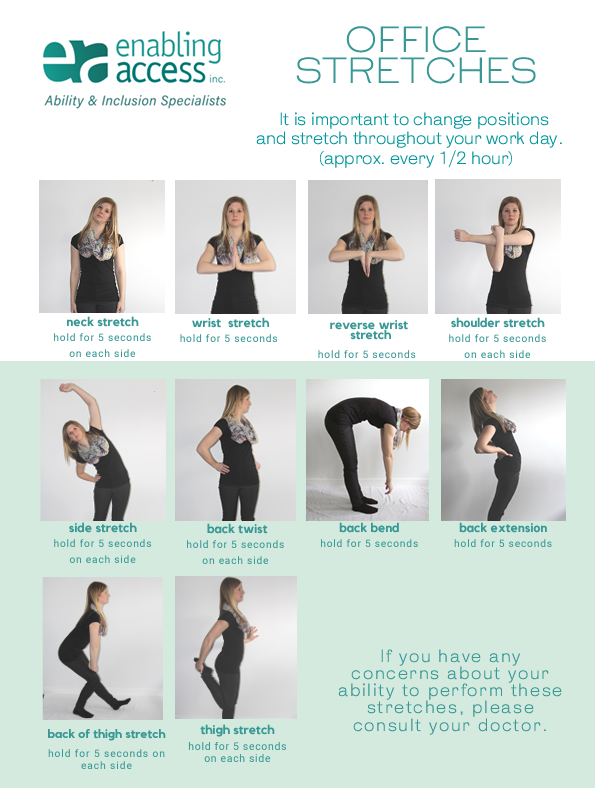 enabling
access inc.
Ability & Inclusion Specialists
OFFICE
STRETCHES
It is important to change positions
and stretch throughout your work day.
(approx. every 1/2 hour)
neck stretch
hold for 5 seconds
on each side
wrist stretch
hold for 5 seconds
reverse wrist
stretch
hold for 5 seconds
shoulder stretch
hold for 5 seconds
on each side
side stretch
hold for 5 seconds
on each side
back twist
hold for 5 seconds
on each side
back bend
hold for 5 seconds
back extension
hold for 5 seconds
back of thigh stretch
hold for 5 seconds on
each side
thigh stretch
hold for 5 seconds
on each side
If you have any
concerns about your
ability to perform these
stretches, please
consult your doctor.